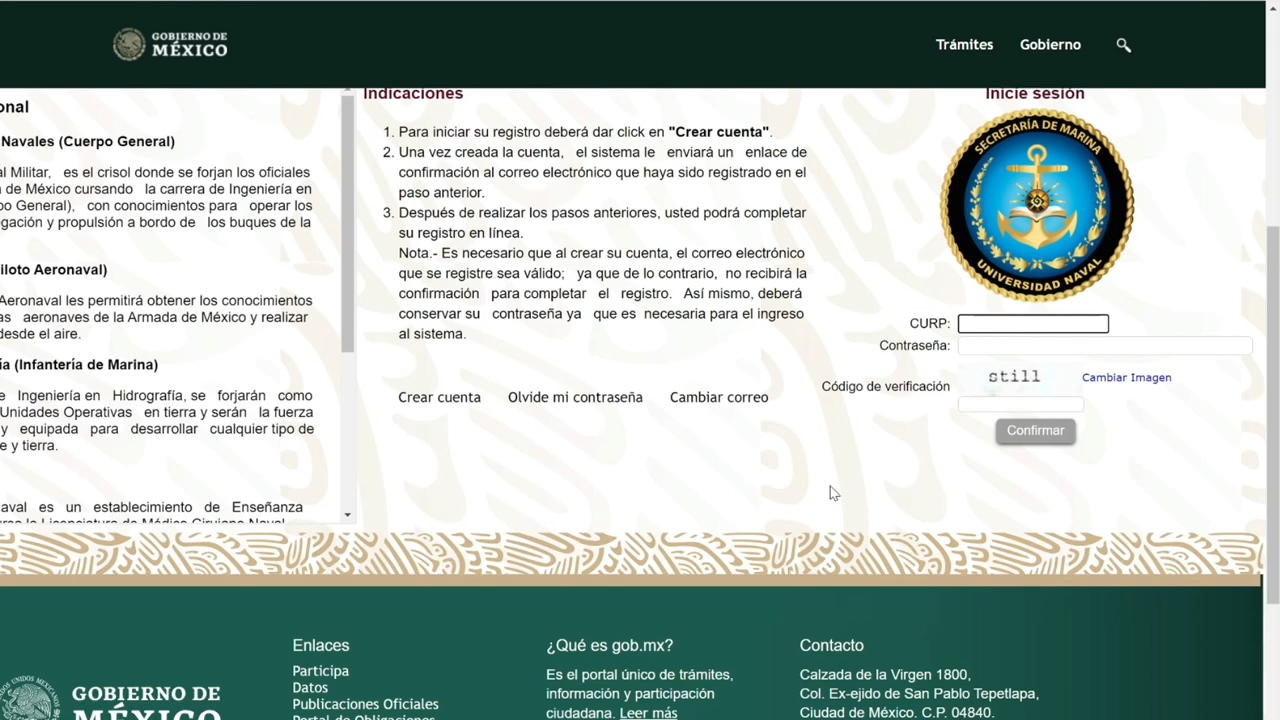 GOBIERNO DE
MÉXICO
Trámites
Gobierno
onal
Navales (Cuerpo General)
al Militar, es el crisol donde se forjan los oficiales
a de México cursando la carrera de Ingeniería en
po General), con conocimientos para operar los
egación y propulsión a bordo de los buques de la
iloto Aeronaval)
Aeronaval les permitirá obtener los conocimientos
as aeronaves de la Armada de México y realizar
desde el aire.
ía (Infantería de Marina)
e Ingeniería en Hidrografía, se forjarán como
Unidades Operativas en tierra y serán la fuerza
y equipada para desarrollar cualquier tipo de
e y tierra.
aval es un establecimiento de Enseñanza
Indicaciones
1. Para iniciar su registro deberá dar click en "Crear cuenta".
2. Una vez creada la cuenta, el sistema le enviará un enlace de
confirmación al correo electrónico que haya sido registrado en el
paso anterior.
3. Después de realizar los pasos anteriores, usted podrá completar
su registro en línea.
Nota.- Es necesario que al crear su cuenta, el correo electrónico
que se registre sea válido; ya que de lo contrario, no recibirá la
confirmación para completar el registro. Así mismo, deberá
conservar su contraseña ya que es necesaria para el ingreso
al sistema.
Crear cuenta
Olvide mi contraseña
Cambiar correo
Inicie sesión
SECRETARÍA DE MARINA
UNIVERSIDAD NAVAL
CURP:
Contraseña:
still
Cambiar Imagen
Código de verificación
Confirmar
GOBIERNO DE
MÉXICO
Enlaces
Participa
Datos
Publicaciones Oficiales
Portal de Obligaciones
¿Qué es gob.mx?
Es el portal único de trámites,
información y participación
ciudadana. Leer más
Contacto
Calzada de la Virgen 1800,
Col. Ex-ejido de San Pablo Tepetlapa,
Ciudad de México. C.P. 04840.